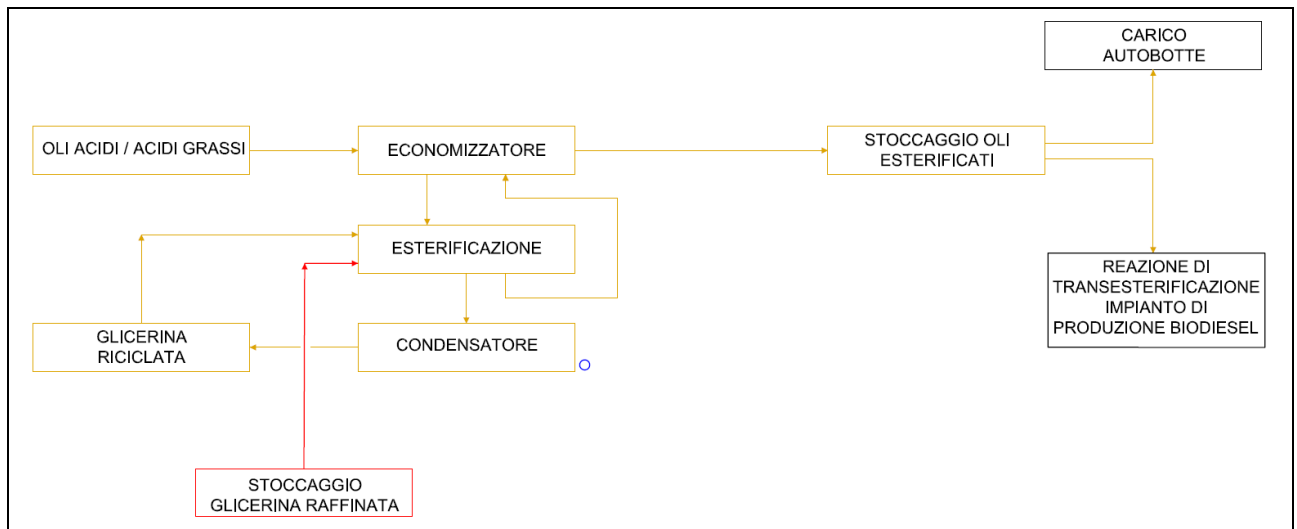 CARICO
AUTOBOTTE
OLI ACIDI / ACIDI GRASSI
ECONOMIZZATORE
STOCCAGGIO OLI
ESTERIFICATI
ESTERIFICAZIONE
REAZIONE DI
TRANSESTERIFICAZIONE
IMPIANTO DI
PRODUZIONE BIODIESEL
GLICERINA
RICICLATA
CONDENSATORE
STOCCAGGIO
GLICERINA RAFFINATA